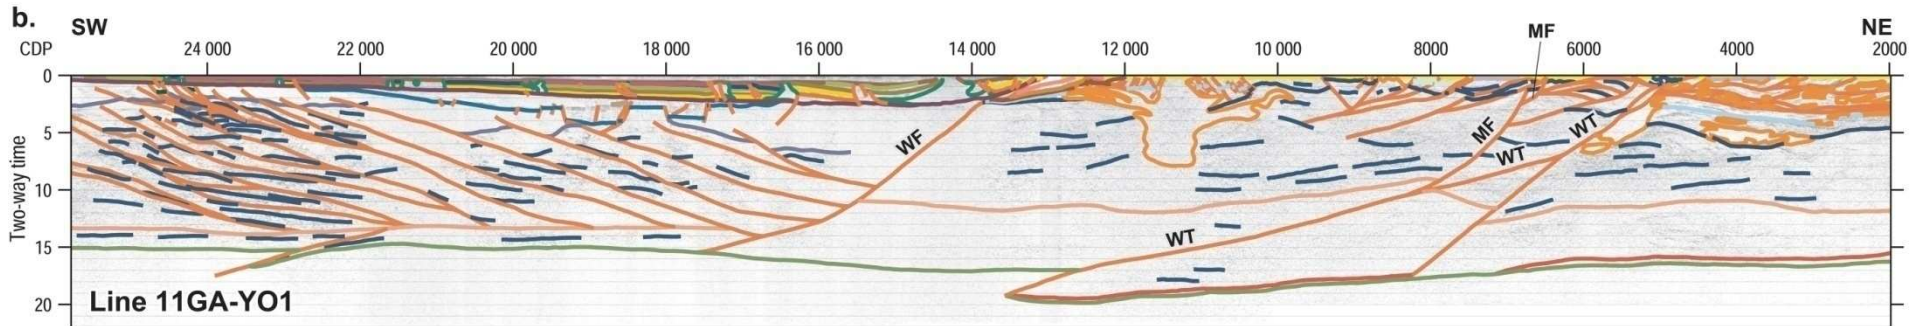 b.
SW
MF
NE
CDP 24 000 22 000 20 000 18 000 16 000 14 000 12 000 10 000 8000 6000 4000 2000
0
5
10
15
20
Two-way time
WF
MF
WT
WT
WT
Line 11GA-YO1